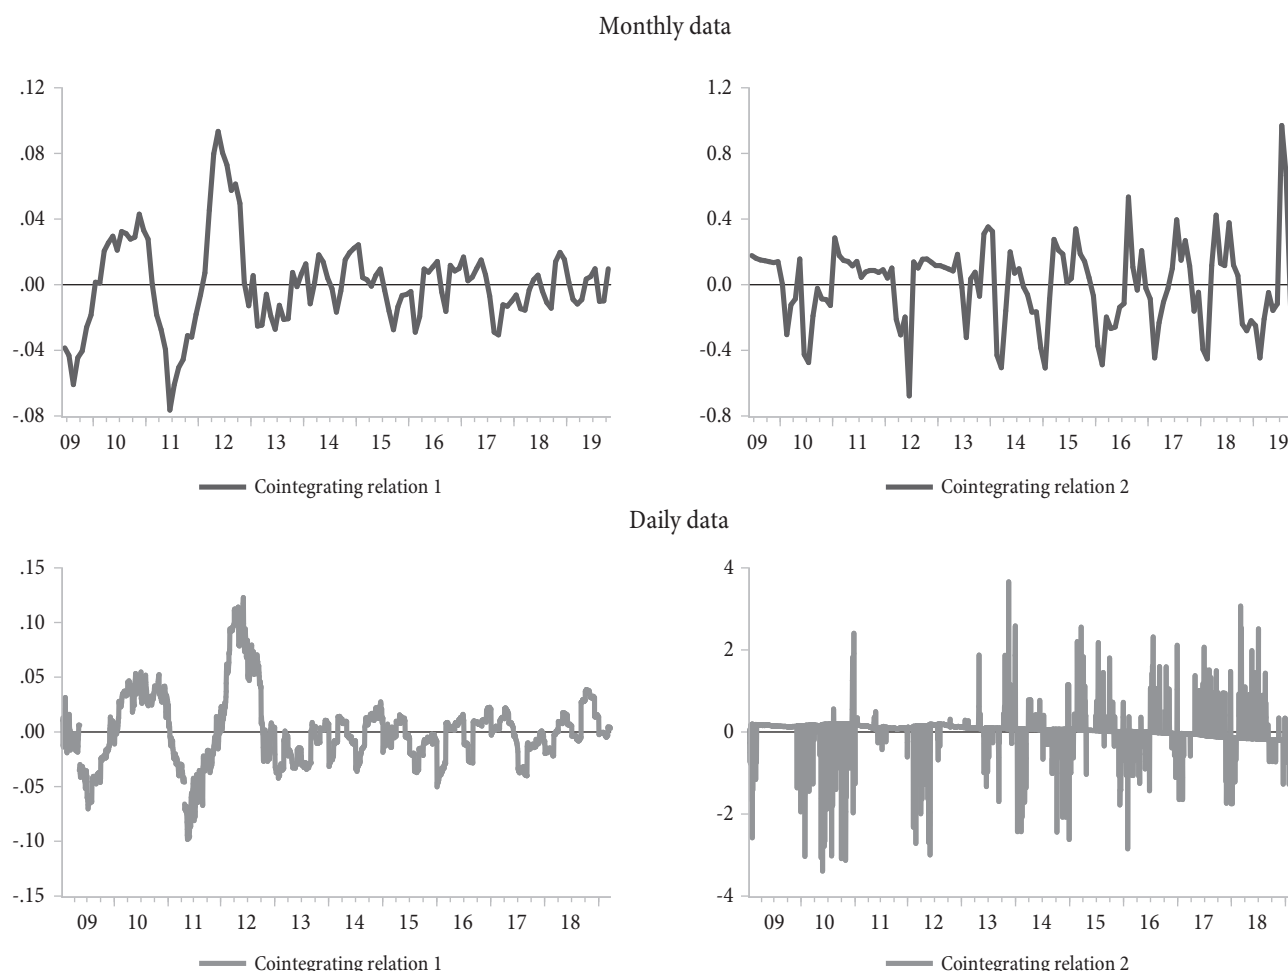 Monthly data
.12
.08
.04
.00
-.04
-.08
09 10 11 12 13 14 15 16 17 18 19
Cointegrating relation 1
1.2
0.8
0.4
0.0
-0.4
-0.8
09 10 11 12 13 14 15 16 17 18 19
Cointegrating relation 2
Daily data
.15
.10
.05
.00
-.05
-.10
-.15
09 10 11 12 13 14 15 16 17 18
Cointegrating relation 1
4
2
0
-2
-4
09 10 11 12 13 14 15 16 17 18
Cointegrating relation 2